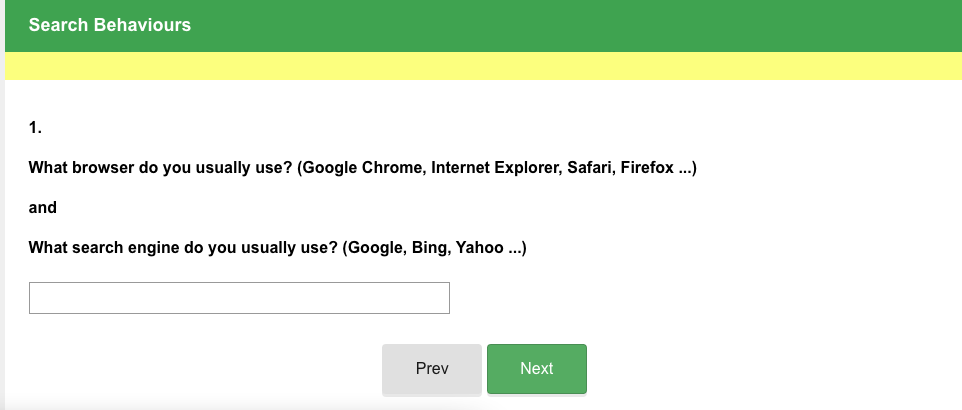 Search Behaviours
1.
What browser do you usually use? (Google Chrome, Internet Explorer, Safari, Firefox ...)
and
What search engine do you usually use? (Google, Bing, Yahoo ...)
Prev
Next